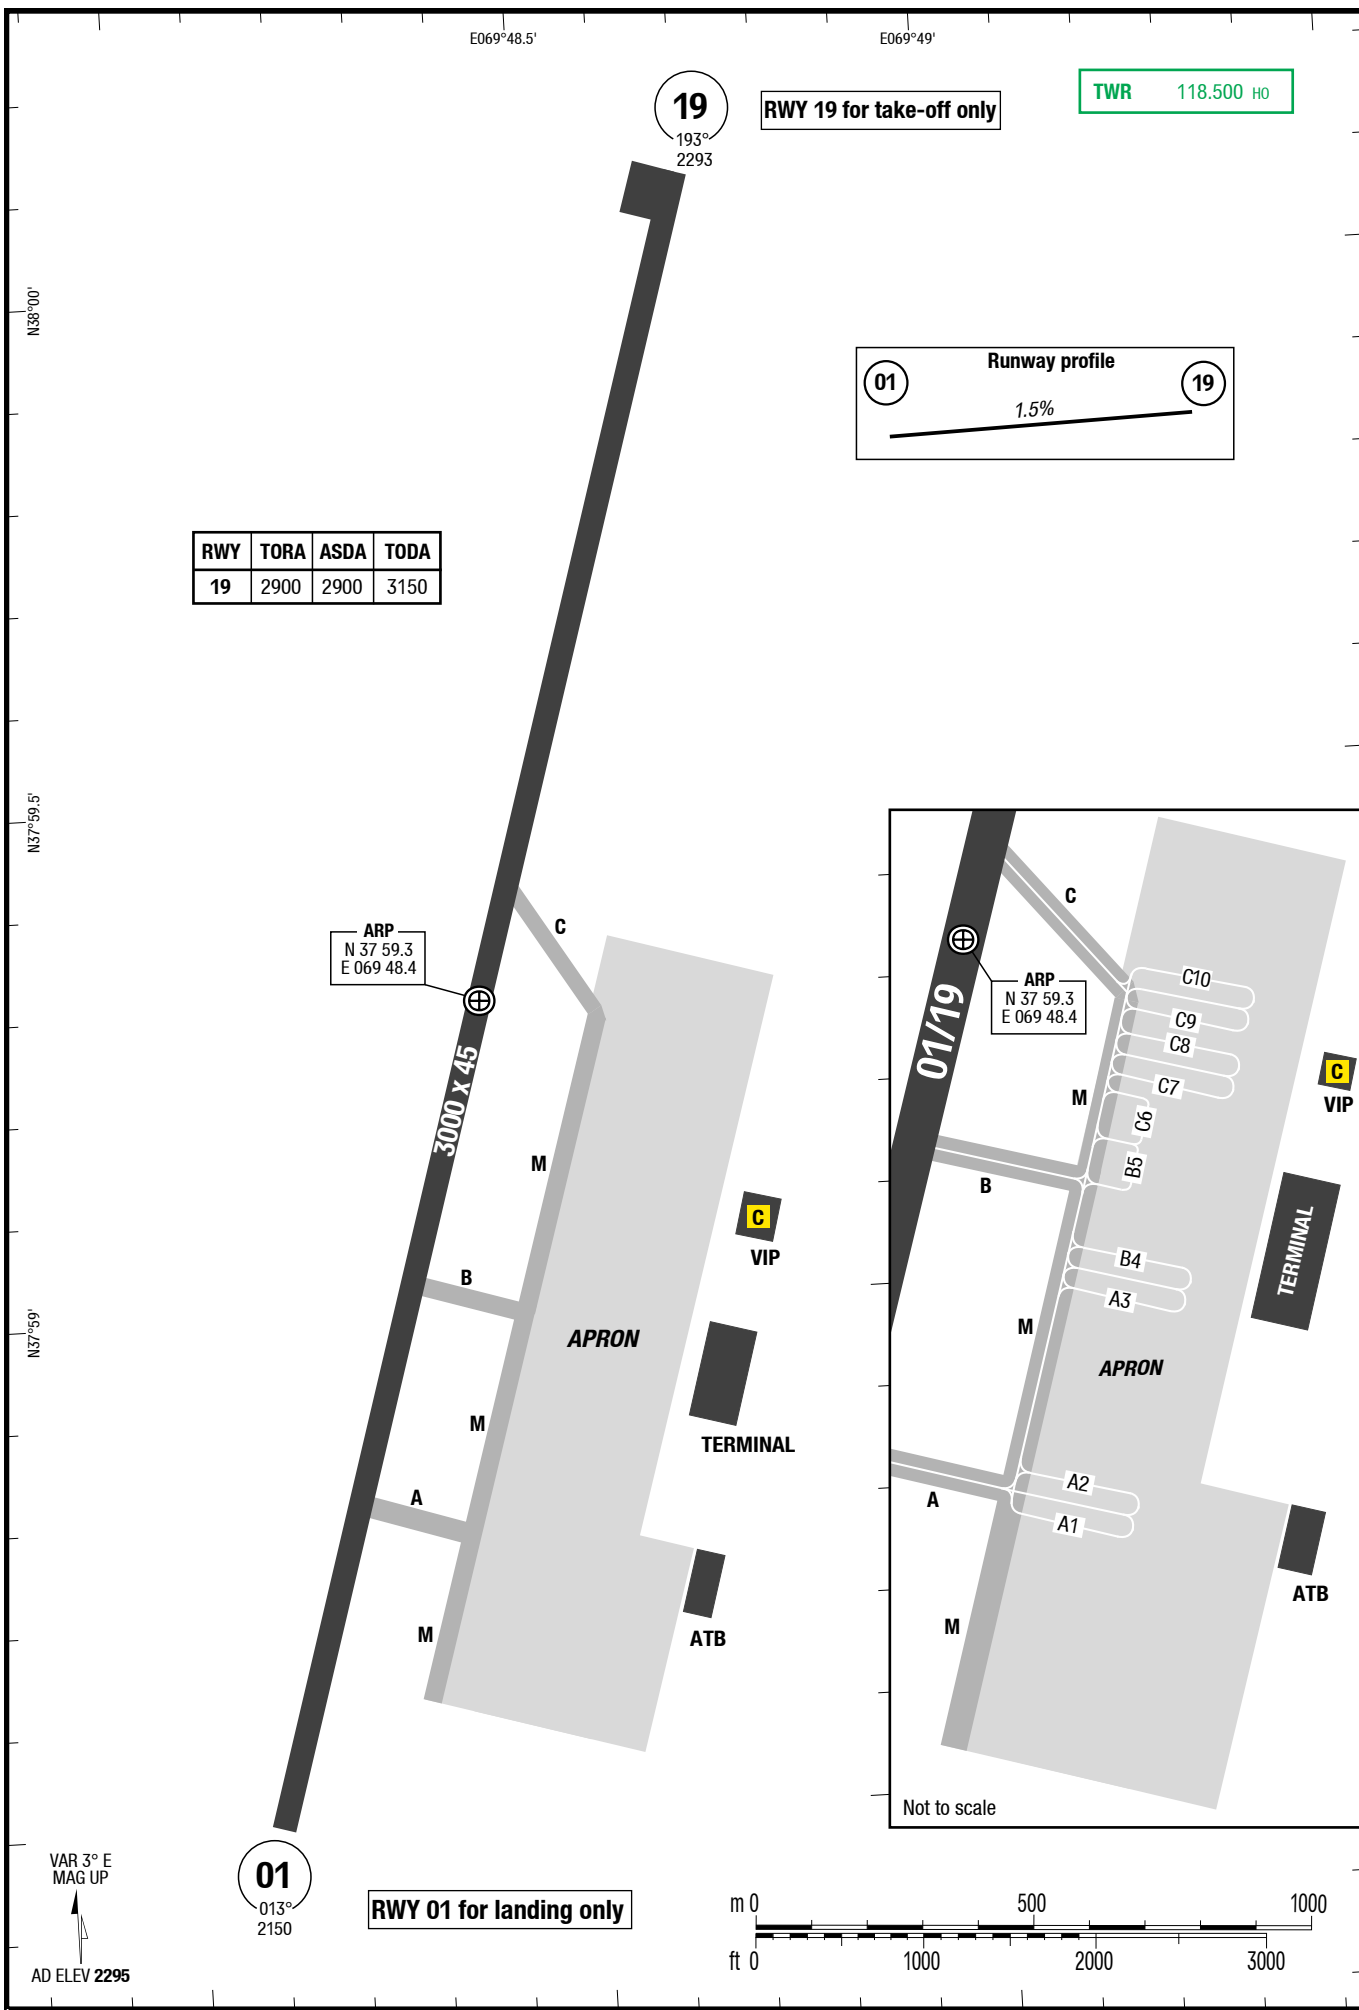 E069°48.5'
E069°49'
19
193°
2293
RWY 19 for take-off only
TWR 118.500 HO
N38°00'
Runway profile
01
19
1.5%
RWY TORA ASDA TODA
19 2900 2900 3150
N37°59.5'
ARP
N 37 59.3
E 069 48.4
C
3000 x 45
M
B
C
VIP
APRON
N37°59'
M
TERMINAL
A
M
ATB
C
C10
ARP
N 37 59.3
E 069 48.4
01/19
C9
C8
C7
C
VIP
M
C6
B5
B
TERMINAL
B4
A3
M
APRON
A2
A
A1
ATB
M
Not to scale
01
013°
2150
VAR 3° E
MAG UP
AD ELEV 2295
RWY 01 for landing only
m 0 500 1000
ft 0 1000 2000 3000